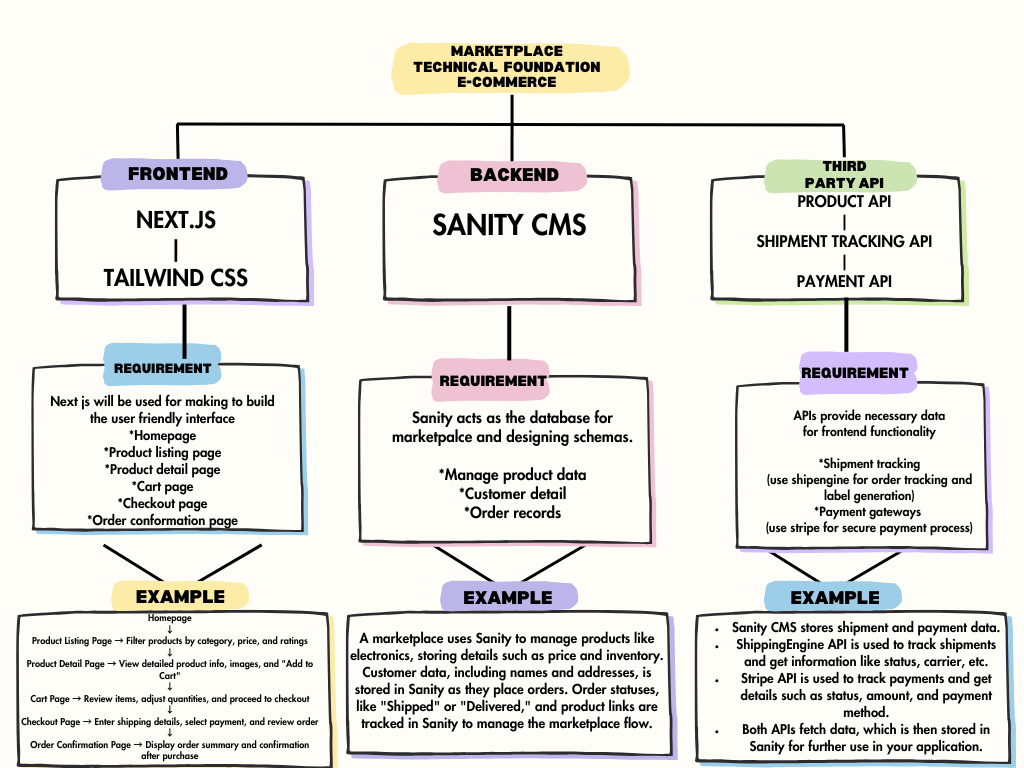 MARKETPLACE
TECHNICAL FOUNDATION
E-COMMERCE
FRONTEND
NEXT.JS
TAILWIND CSS
BACKEND
SANITY CMS
THIRD
PARTY API
PRODUCT API
SHIPMENT TRACKING API
PAYMENT API
REQUIREMENT
Next js will be used for making to build
the user friendly interface
*Homepage
*Product listing page
*Product detail page
*Cart page
*Checkout page
*Order conformation page
REQUIREMENT
Sanity acts as the database for
marketpalce and designing schemas.
*Manage product data
*Customer detail
*Order records
REQUIREMENT
APIs provide necessary data
for frontend functionality
*Shipment tracking
(use shipengine for order tracking and
label generation)
*Payment gateways
(use stripe for secure payment process)
EXAMPLE
Homepage
↓
Product Listing Page → Filter products by category, price, and ratings
↓
Product Detail Page → View detailed product info, images, and "Add to
Cart"
↓
Cart Page → Review items, adjust quantities, and proceed to checkout
↓
Checkout Page → Enter shipping details, select payment, and review order
↓
Order Confirmation Page → Display order summary and confirmation
after purchase
EXAMPLE
A marketplace uses Sanity to manage products like
electronics, storing details such as price and inventory.
Customer data, including names and addresses, is
stored in Sanity as they place orders. Order statuses,
like "Shipped" or "Delivered," and product links are
tracked in Sanity to manage the marketplace flow.
EXAMPLE
• Sanity CMS stores shipment and payment data.
• ShippingEngine API is used to track shipments
and get information like status, carrier, etc.
• Stripe API is used to track payments and get
details such as status, amount, and payment
method.
• Both APIs fetch data, which is then stored in
Sanity for further use in your application.